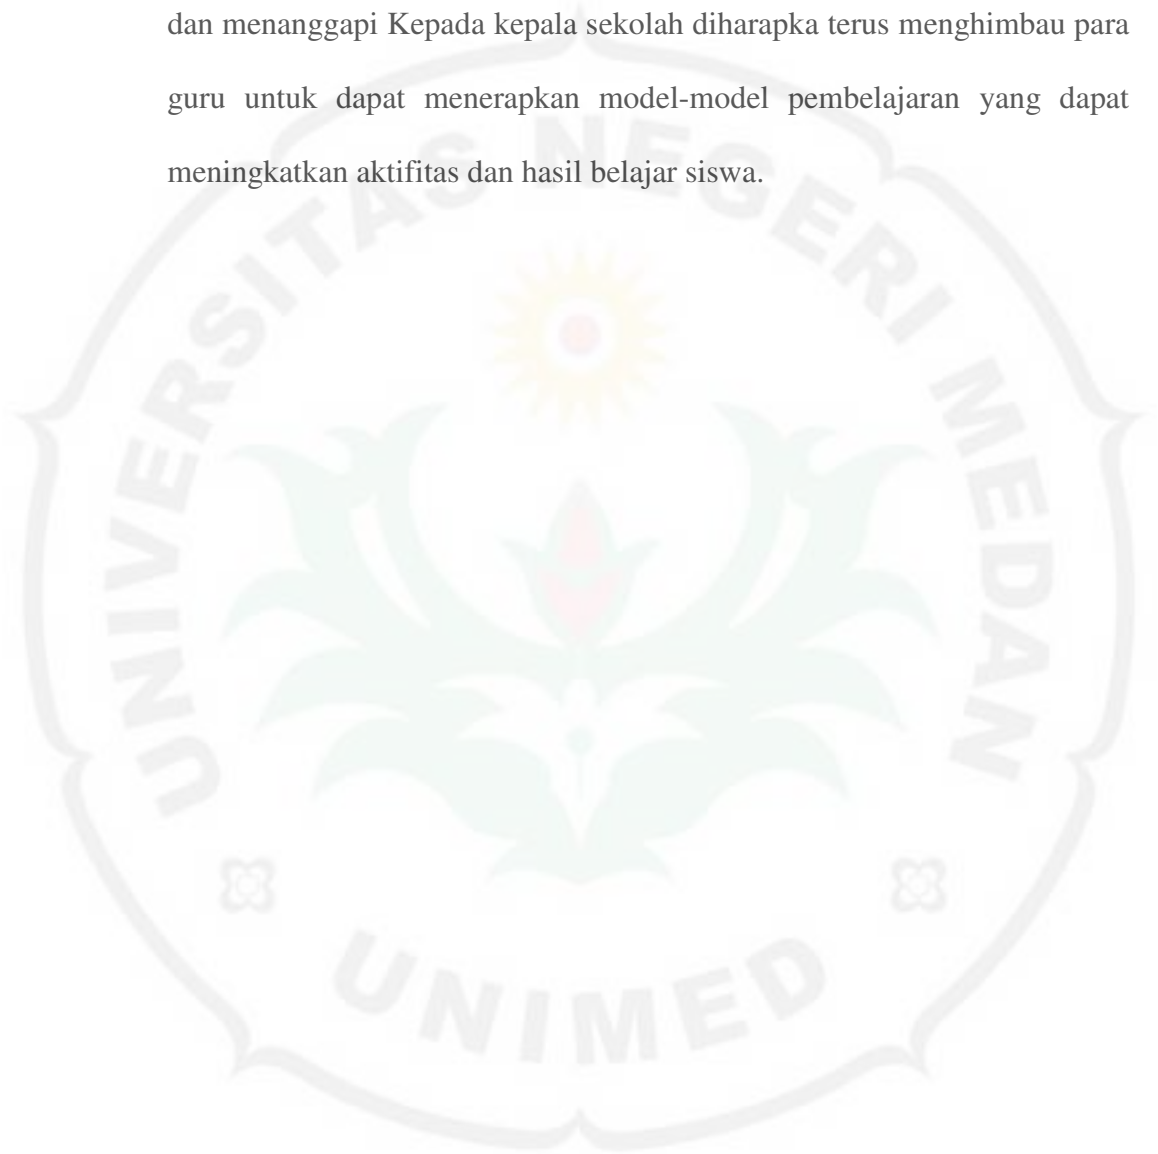 dan menanggapi Kepada kepala sekolah diharapka terus menghimbau para
guru untuk dapat menerapkan model-model pembelajaran yang dapat
meningkatkan aktifitas dan hasil belajar siswa.
UNIVERSITAS NEGERI MEDAN
UNIMED